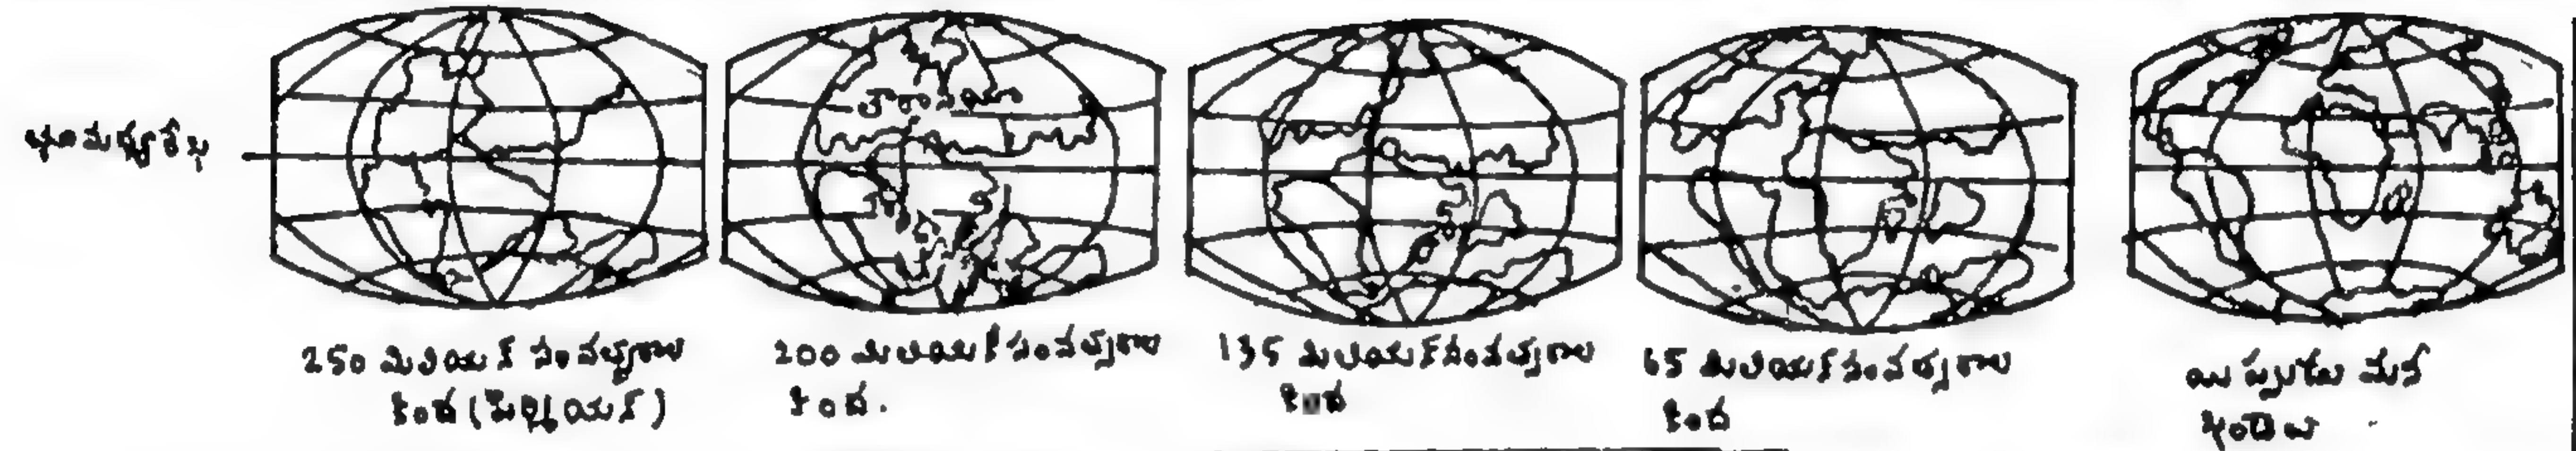 భూమధ్యరేఖ
లారేసియా
250 మిలియన్ సంవత్సరాల
కింద (పెర్మియన్)
200 మిలియన్ సంవత్సరాల
కింద.
135 మిలియన్ సంవత్సరాల
కింద
65 మిలియన్ సంవత్సరాల
కింద
ఇప్పుడు మన